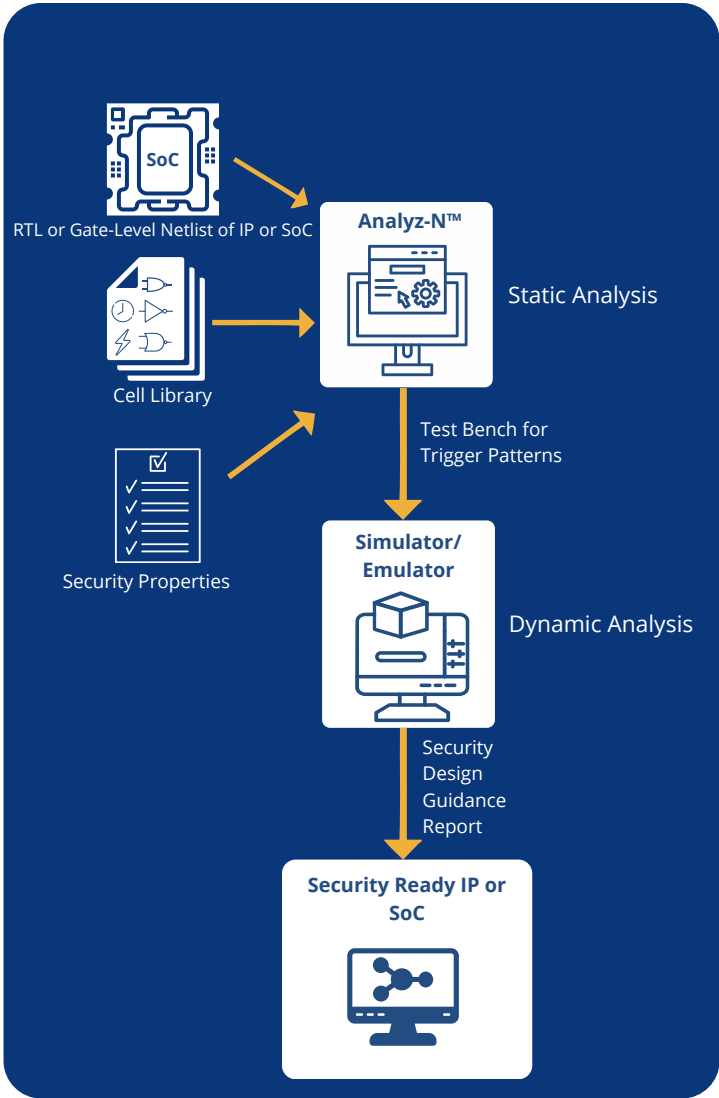 SoC
RTL or Gate-Level Netlist of IP or SoC
Analyz-N™
Static Analysis
Cell Library
Test Bench for
Trigger Patterns
Security Properties
Simulator/
Emulator
Dynamic Analysis
Security
Design
Guidance
Report
Security Ready IP or
SoC